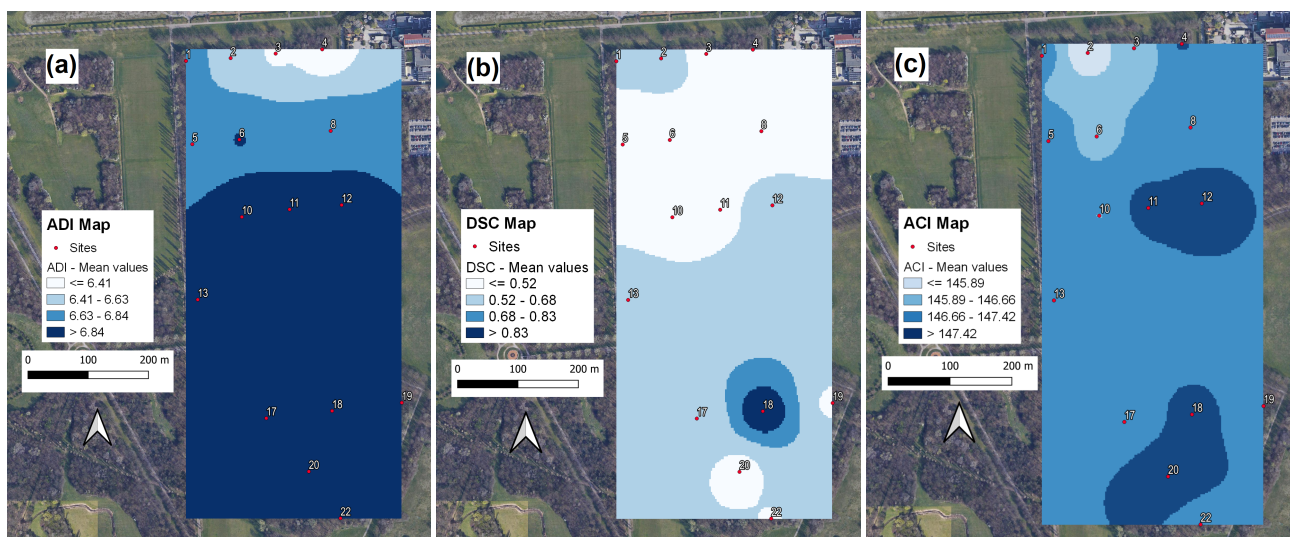 (a)
1
2
3
4
5
6
8
10
11
12
13
17
18
19
20
22
ADI Map
Sites
ADI - Mean values
<= 6.41
6.41 - 6.63
6.63 - 6.84
> 6.84
0 100 200 m
(b)
1
2
3
4
5
6
8
10
11
12
13
17
18
19
20
22
DSC Map
Sites
DSC - Mean values
<= 0.52
0.52 - 0.68
0.68 - 0.83
> 0.83
0 100 200 m
(c)
1
2
3
4
5
6
8
10
11
12
13
17
18
19
20
22
ACI Map
Sites
ACI - Mean values
<= 145.89
145.89 - 146.66
146.66 - 147.42
> 147.42
0 100 200 m